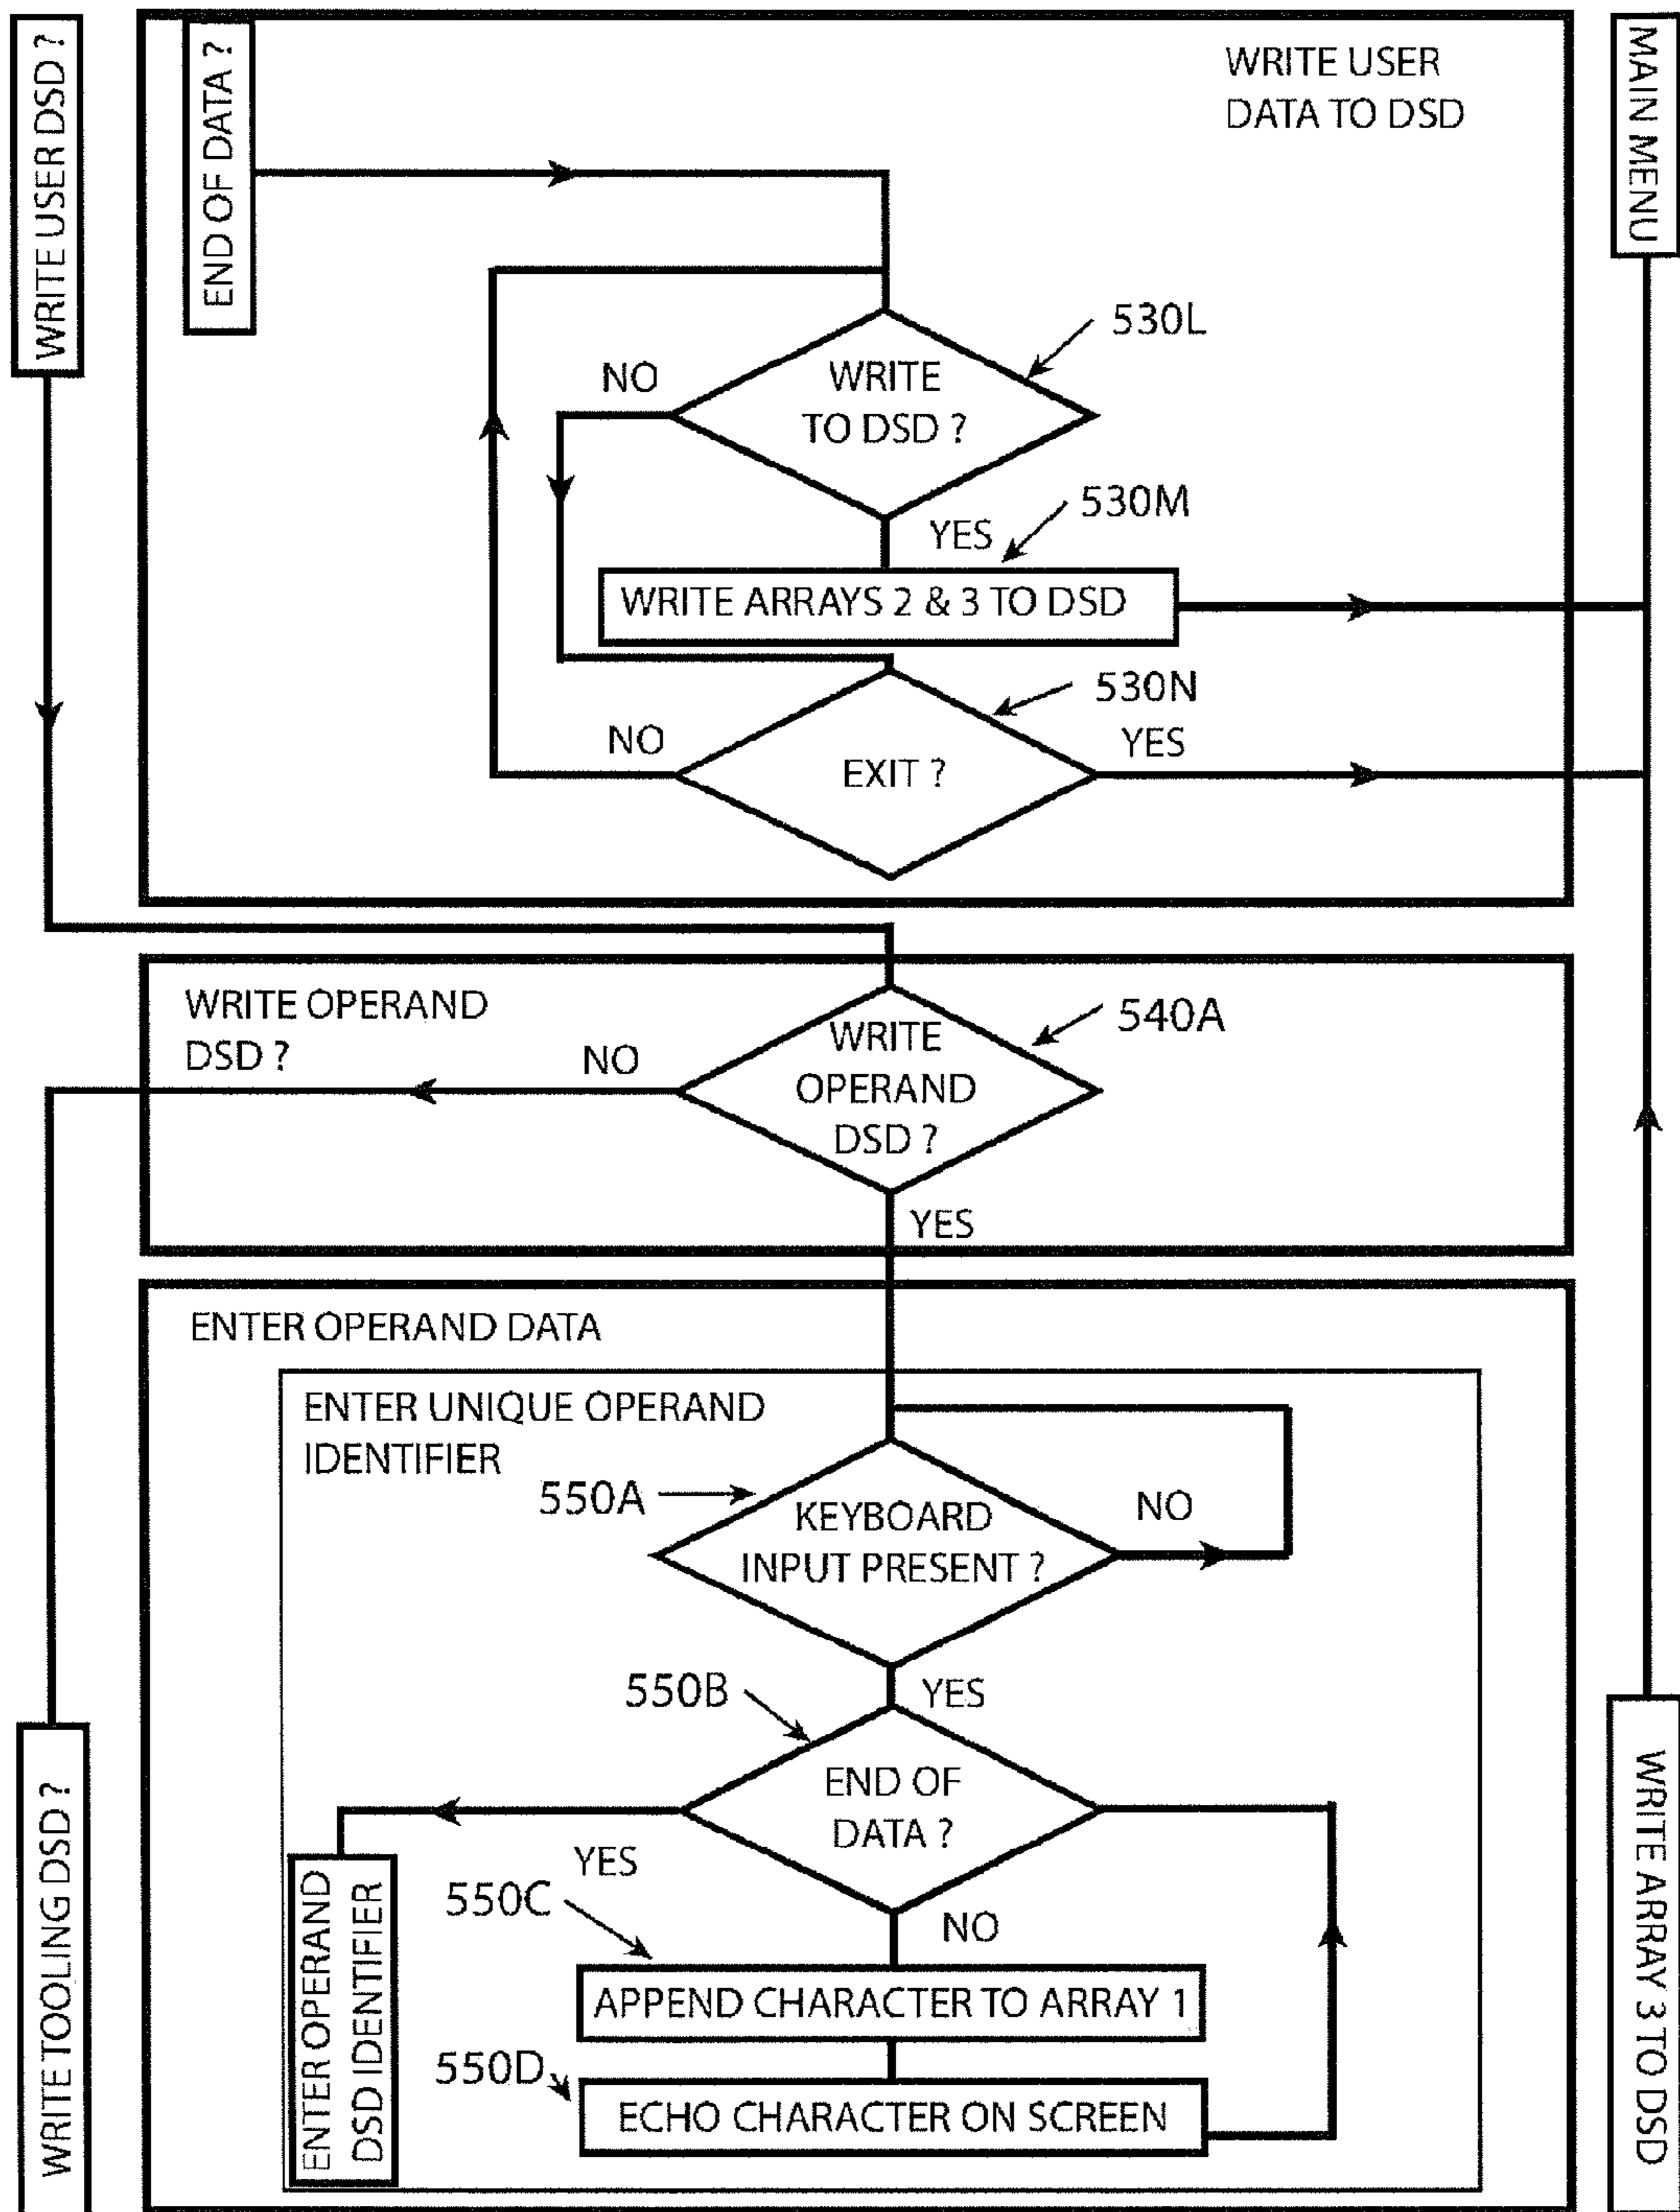 WRITE USER DSD ?
END OF DATA ?
WRITE USER
DATA TO DSD
MAIN MENU
530L
NO
WRITE
TO DSD ?
530M
YES
WRITE ARRAYS 2 & 3 TO DSD
530N
NO
YES
EXIT ?
WRITE OPERAND
DSD ?
540A
NO
WRITE
OPERAND
DSD ?
YES
ENTER OPERAND DATA
ENTER UNIQUE OPERAND
IDENTIFIER
550A
KEYBOARD
INPUT PRESENT ?
NO
550B
YES
END OF
DATA ?
YES
550C
NO
APPEND CHARACTER TO ARRAY 1
550D
ECHO CHARACTER ON SCREEN
ENTER OPERAND
DSD IDENTIFIER
WRITE TOOLING DSD ?
WRITE ARRAY 3 TO DSD